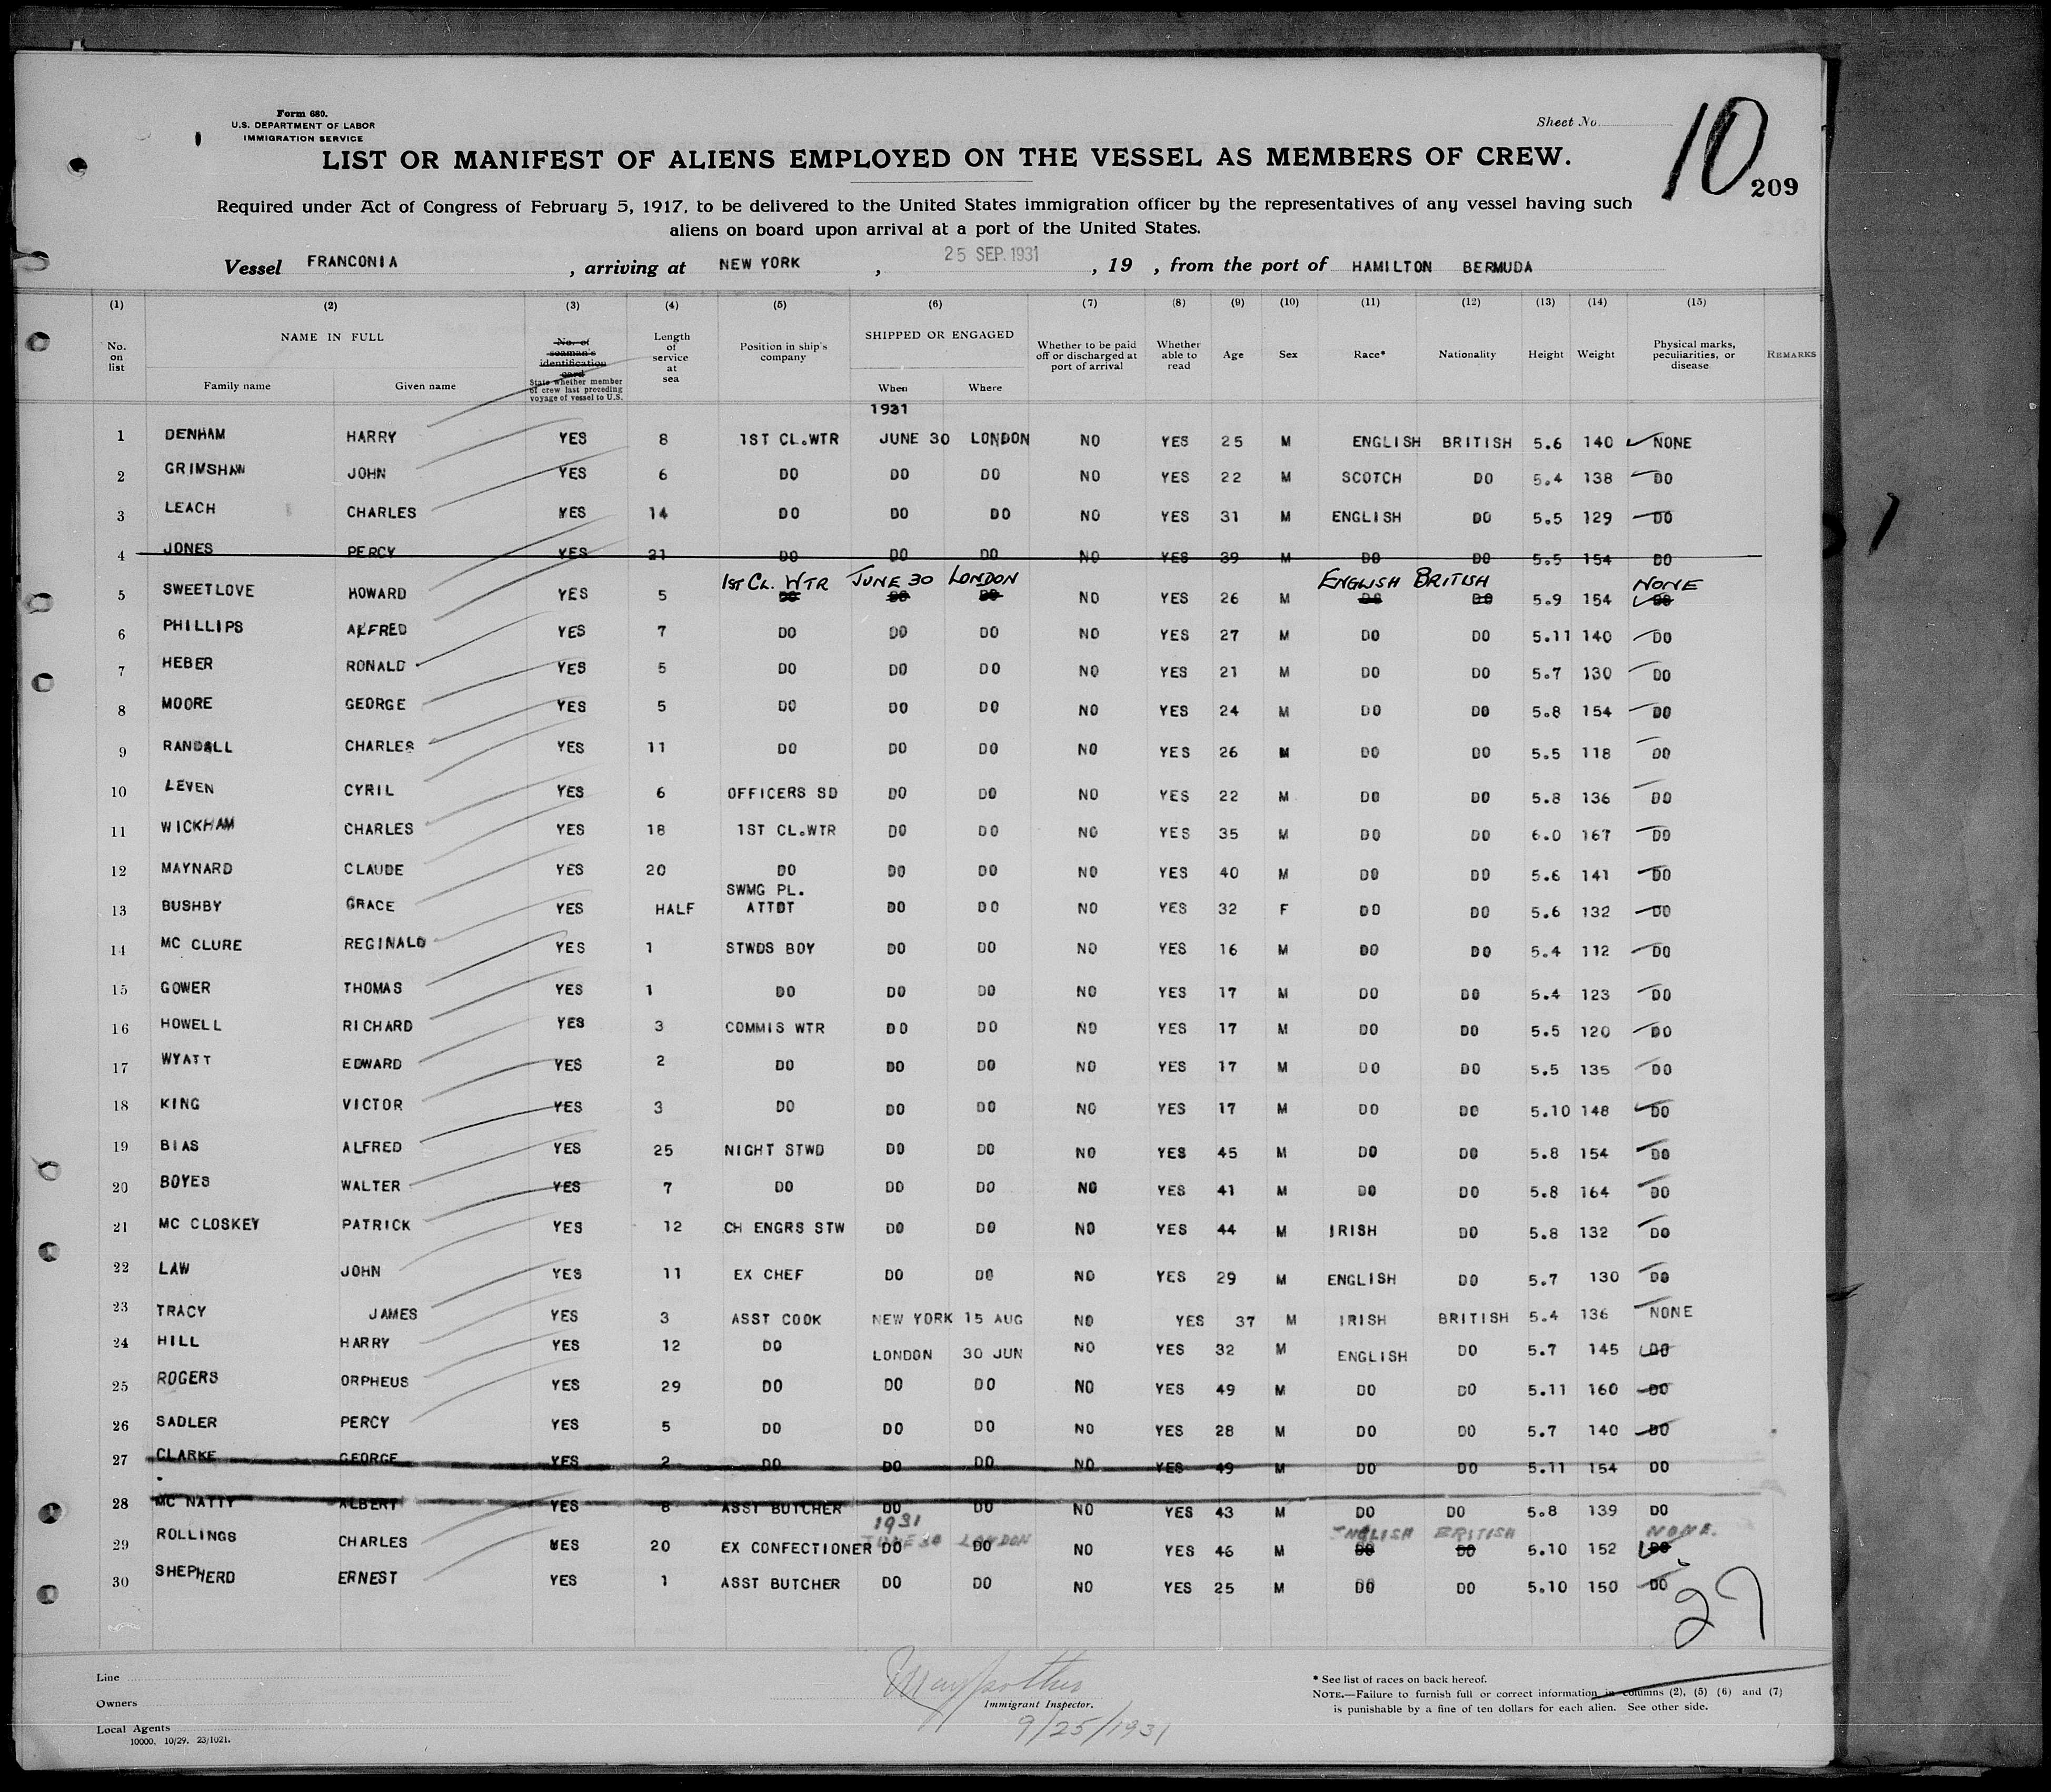 Form 680.
U.S. DEPARTMENT OF LABOR
IMMIGRATION SERVICE
Sheet No.
10
209
LIST OR MANIFEST OF ALIENS EMPLOYED ON THE VESSEL AS MEMBERS OF CREW.
Required under Act of Congress of February 5, 1917, to be delivered to the United States immigration officer by the representatives of any vessel having such
aliens on board upon arrival at a port of the United States.
Vessel FRANCONIA , arriving at NEW YORK , 25 SEP. 1931 , 19 , from the port of HAMILTON BERMUDA
(1) (2) (3) (4) (5) (6) (7) (8) (9) (10) (11) (12) (13) (14) (15)
No. on list
NAME IN FULL
Family name Given name
No. of seaman's identification card
State whether member of crew last preceding voyage of vessel to U.S.
Length of service at sea
Position in ship's company
SHIPPED OR ENGAGED
When Where
Whether to be paid off or discharged at port of arrival
Whether able to read
Age
Sex
Race*
Nationality
Height
Weight
Physical marks, peculiarities, or disease
REMARKS
1931
1 DENHAM HARRY YES 8 1ST CL.WTR JUNE 30 LONDON NO YES 25 M ENGLISH BRITISH 5.6 140 NONE
2 GRIMSHAW JOHN YES 6 DO DO DO NO YES 22 M SCOTCH DO 5.4 138 DO
3 LEACH CHARLES YES 14 DO DO DO NO YES 31 M ENGLISH DO 5.5 129 DO
4 JONES PERCY YES 21 DO DO DO NO YES 39 M DO DO 5.5 154 DO
1ST CL. WTR JUNE 30 LONDON ENGLISH BRITISH NONE
5 SWEETLOVE HOWARD YES 5 DO DO DO NO YES 26 M DO DO 5.9 154 DO
6 PHILLIPS ALFRED YES 7 DO DO DO NO YES 27 M DO DO 5.11 140 DO
7 HEBER RONALD YES 5 DO DO DO NO YES 21 M DO DO 5.7 130 DO
8 MOORE GEORGE YES 5 DO DO DO NO YES 24 M DO DO 5.8 154 DO
9 RANDALL CHARLES YES 11 DO DO DO NO YES 26 M DO DO 5.5 118 DO
10 LEVEN CYRIL YES 6 OFFICERS SD DO DO NO YES 22 M DO DO 5.8 136 DO
11 WICKHAM CHARLES YES 18 1ST CL.WTR DO DO NO YES 35 M DO DO 6.0 167 DO
12 MAYNARD CLAUDE YES 20 DO DO DO NO YES 40 M DO DO 5.6 141 DO
SWMG PL.
13 BUSHBY GRACE YES HALF ATTDT DO DO NO YES 32 F DO DO 5.6 132 DO
14 MC CLURE REGINALD YES 1 STWDS BOY DO DO NO YES 16 M DO DO 5.4 112 DO
15 GOWER THOMAS YES 1 DO DO DO NO YES 17 M DO DO 5.4 123 DO
16 HOWELL RICHARD YES 3 COMMIS WTR DO DO NO YES 17 M DO DO 5.5 120 DO
17 WYATT EDWARD YES 2 DO DO DO NO YES 17 M DO DO 5.5 135 DO
18 KING VICTOR YES 3 DO DO DO NO YES 17 M DO DO 5.10 148 DO
19 BIAS ALFRED YES 25 NIGHT STWD DO DO NO YES 45 M DO DO 5.8 154 DO
20 BOYES WALTER YES 7 DO DO DO NO YES 41 M DO DO 5.8 164 DO
21 MC CLOSKEY PATRICK YES 12 CH ENGRS STW DO DO NO YES 44 M IRISH DO 5.8 132 DO
22 LAW JOHN YES 11 EX CHEF DO DO NO YES 29 M ENGLISH DO 5.7 130 DO
23 TRACY JAMES YES 3 ASST COOK NEW YORK 15 AUG NO YES 37 M IRISH BRITISH 5.4 136 NONE
24 HILL HARRY YES 12 DO LONDON 30 JUN NO YES 32 M ENGLISH DO 5.7 145 DO
25 ROGERS ORPHEUS YES 29 DO DO DO NO YES 49 M DO DO 5.11 160 DO
26 SADLER PERCY YES 5 DO DO DO NO YES 28 M DO DO 5.7 140 DO
27 CLARKE GEORGE YES 2 DO DO DO NO YES 49 M DO DO 5.11 154 DO
28 MC NATTY ALBERT YES 8 ASST BUTCHER DO DO NO YES 43 M DO DO 5.8 139 DO
1931
JUNE 30 LONDON ENGLISH BRITISH NONE.
29 ROLLINGS CHARLES YES 20 EX CONFECTIONER DO DO NO YES 46 M DO DO 5.10 152 DO
30 SHEPHERD ERNEST YES 1 ASST BUTCHER DO DO NO YES 25 M DO DO 5.10 150 DO
27
Line
Owners
Local Agents
10000, 10/29. 23/1021.
Immigrant Inspector.
9/25/1931
* See list of races on back hereof.
NOTE.—Failure to furnish full or correct information in columns (2), (5) (6) and (7)
is punishable by a fine of ten dollars for each alien. See other side.